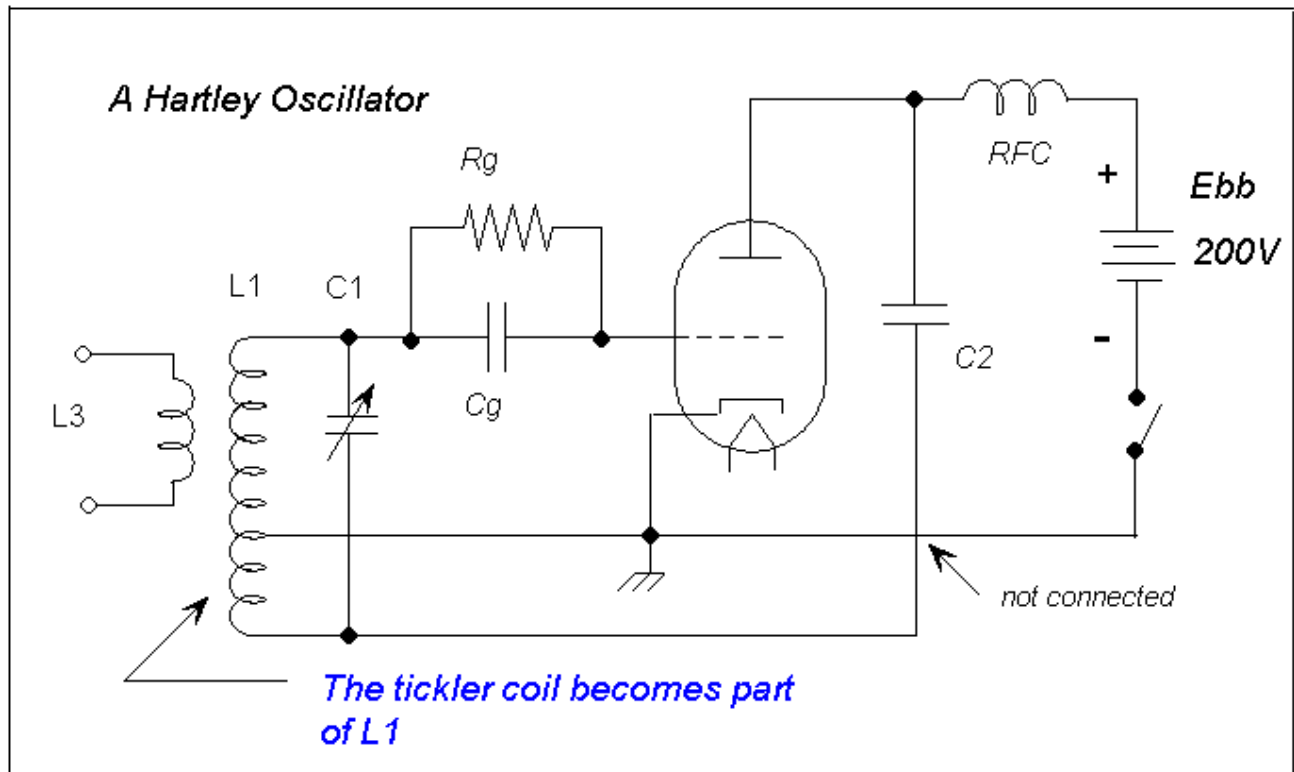 A Hartley Oscillator
Rg
RFC
+
Ebb
200V
L1
C1
C2
-
L3
Cg
not connected
The tickler coil becomes part
of L1